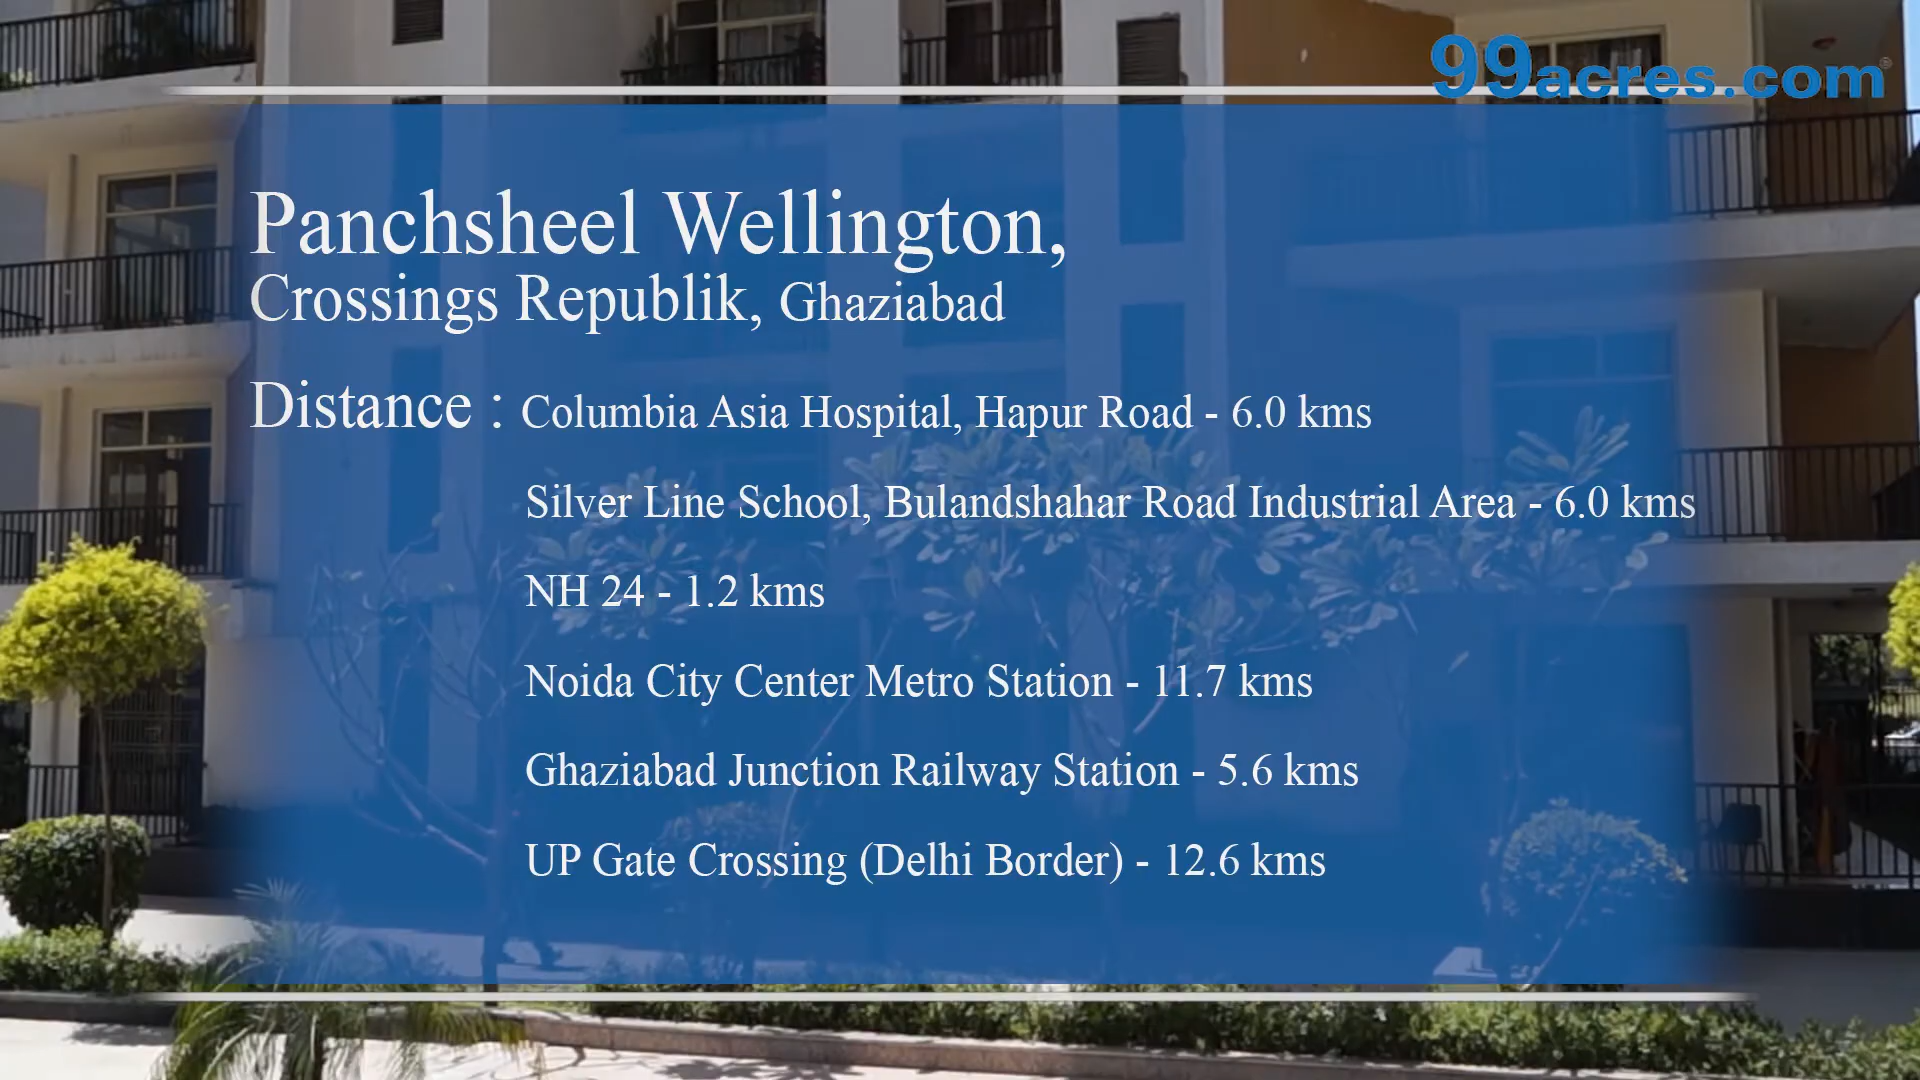 99acres.com
Panchsheel Wellington,
Crossings Republik, Ghaziabad
Distance : Columbia Asia Hospital, Hapur Road - 6.0 kms
Silver Line School, Bulandshahar Road Industrial Area - 6.0 kms
NH 24 - 1.2 kms
Noida City Center Metro Station - 11.7 kms
Ghaziabad Junction Railway Station - 5.6 kms
UP Gate Crossing (Delhi Border) - 12.6 kms